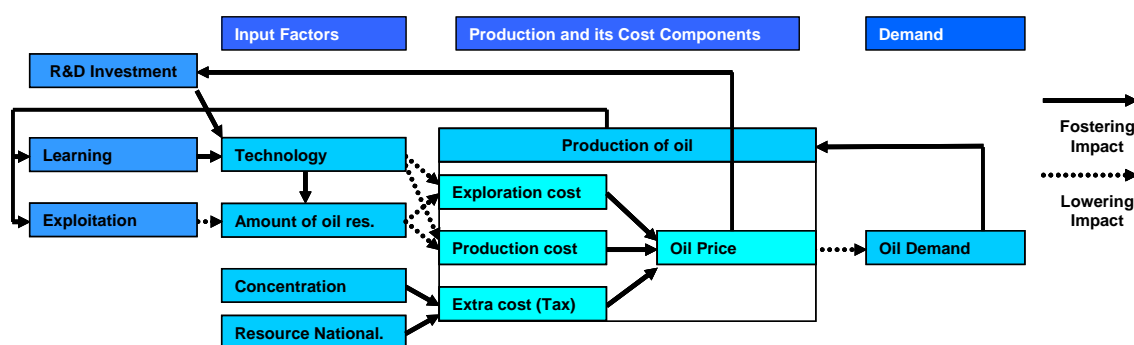 Input Factors
Production and its Cost Components
Demand
R&D Investment
Fostering
Impact
Learning
Technology
Production of oil
Exploration cost
Lowering
Impact
Exploitation
Amount of oil res.
Production cost
Oil Price
Oil Demand
Concentration
Extra cost (Tax)
Resource National.